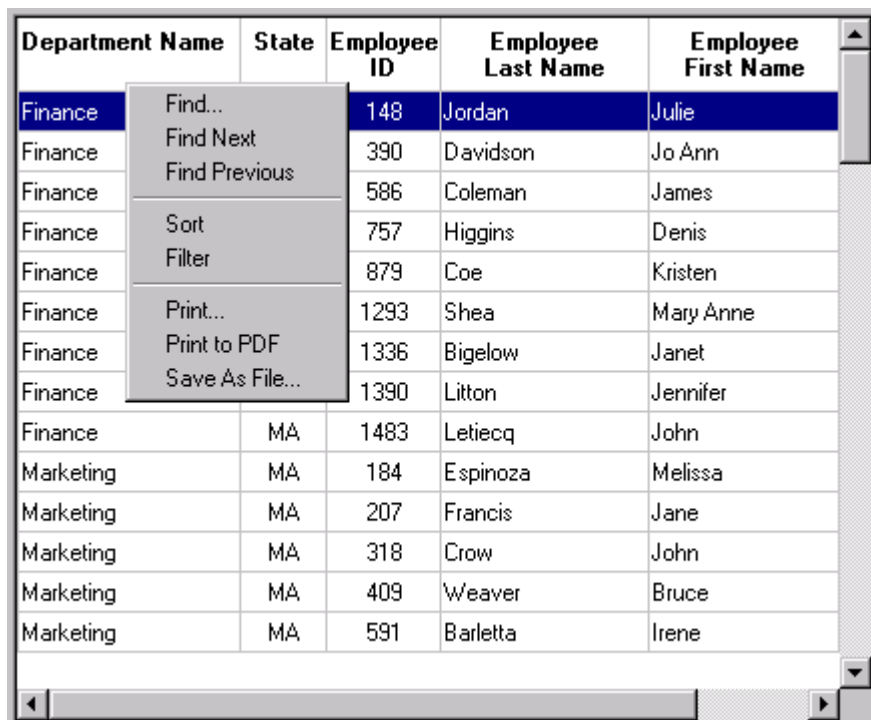 Department Name State Employee ID Employee Last Name Employee First Name
Finance 148 Jordan Julie
Finance 390 Davidson Jo Ann
Finance 586 Coleman James
Finance 757 Higgins Denis
Finance 879 Coe Kristen
Finance 1293 Shea Mary Anne
Finance 1336 Bigelow Janet
Finance 1390 Litton Jennifer
Finance MA 1483 Letiecq John
Marketing MA 184 Espinoza Melissa
Marketing MA 207 Francis Jane
Marketing MA 318 Crow John
Marketing MA 409 Weaver Bruce
Marketing MA 591 Barletta Irene
Find...
Find Next
Find Previous
Sort
Filter
Print...
Print to PDF
Save As File...